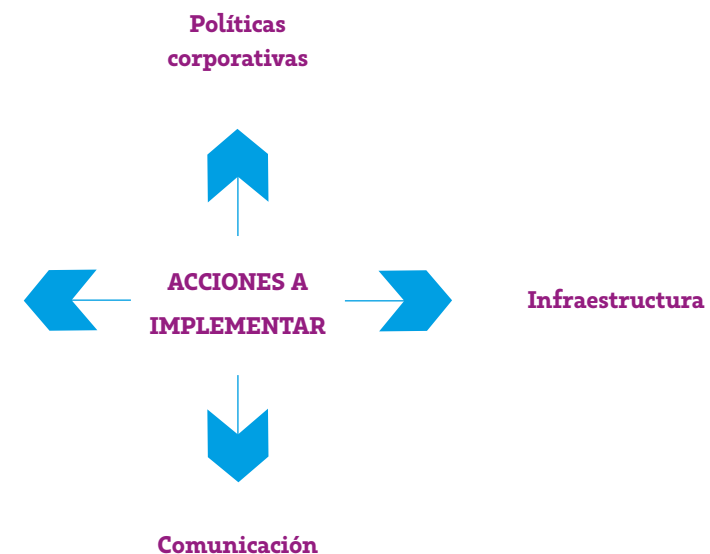 Políticas
corporativas
ACCIONES A
IMPLEMENTAR
Infraestructura
Comunicación